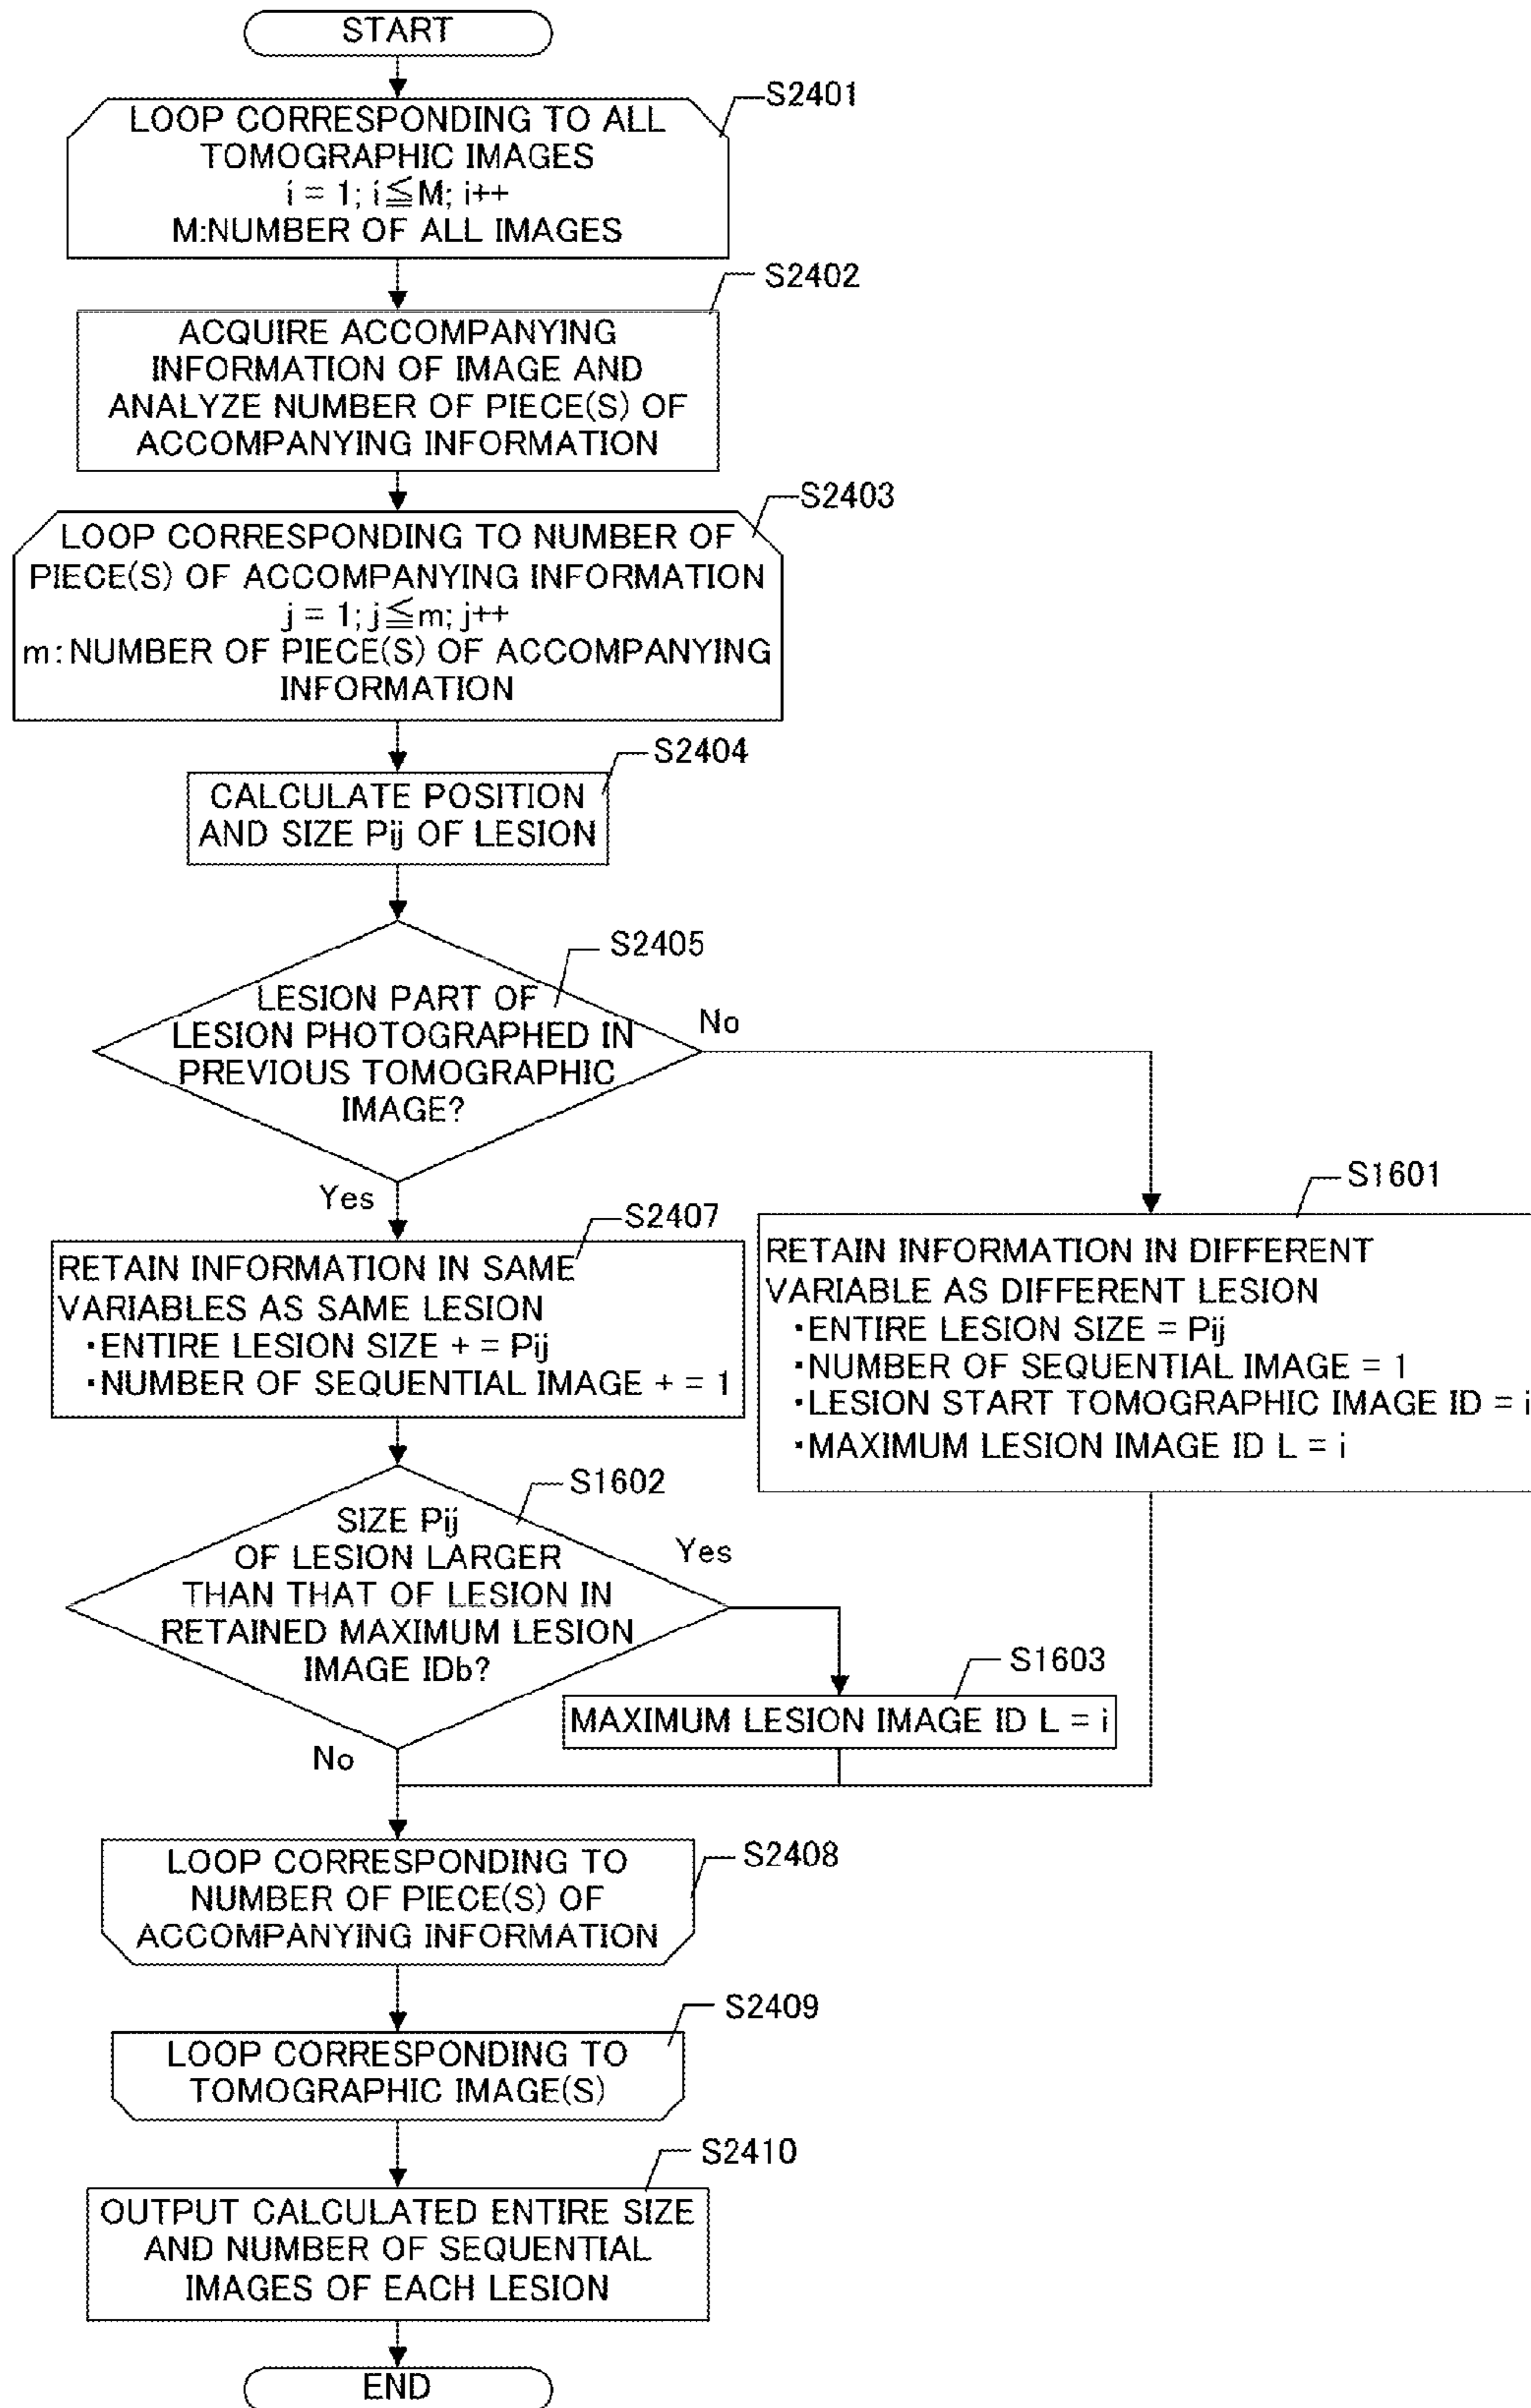 START
S2401
LOOP CORRESPONDING TO ALL
TOMOGRAPHIC IMAGES
i = 1; i≦M; i++
M:NUMBER OF ALL IMAGES
S2402
ACQUIRE ACCOMPANYING
INFORMATION OF IMAGE AND
ANALYZE NUMBER OF PIECE(S) OF
ACCOMPANYING INFORMATION
S2403
LOOP CORRESPONDING TO NUMBER OF
PIECE(S) OF ACCOMPANYING INFORMATION
j = 1; j≦m; j++
m:NUMBER OF PIECE(S) OF ACCOMPANYING
INFORMATION
S2404
CALCULATE POSITION
AND SIZE Pij OF LESION
S2405
LESION PART OF
LESION PHOTOGRAPHED IN
PREVIOUS TOMOGRAPHIC
IMAGE?
No
Yes
S2407
RETAIN INFORMATION IN SAME
VARIABLES AS SAME LESION
・ENTIRE LESION SIZE + = Pij
・NUMBER OF SEQUENTIAL IMAGE + = 1
S1601
RETAIN INFORMATION IN DIFFERENT
VARIABLE AS DIFFERENT LESION
・ENTIRE LESION SIZE = Pij
・NUMBER OF SEQUENTIAL IMAGE = 1
・LESION START TOMOGRAPHIC IMAGE ID = i
・MAXIMUM LESION IMAGE ID L = i
S1602
SIZE Pij
OF LESION LARGER
THAN THAT OF LESION IN
RETAINED MAXIMUM LESION
IMAGE IDb?
Yes
No
S1603
MAXIMUM LESION IMAGE ID L = i
S2408
LOOP CORRESPONDING TO
NUMBER OF PIECE(S) OF
ACCOMPANYING INFORMATION
S2409
LOOP CORRESPONDING TO
TOMOGRAPHIC IMAGE(S)
S2410
OUTPUT CALCULATED ENTIRE SIZE
AND NUMBER OF SEQUENTIAL
IMAGES OF EACH LESION
END